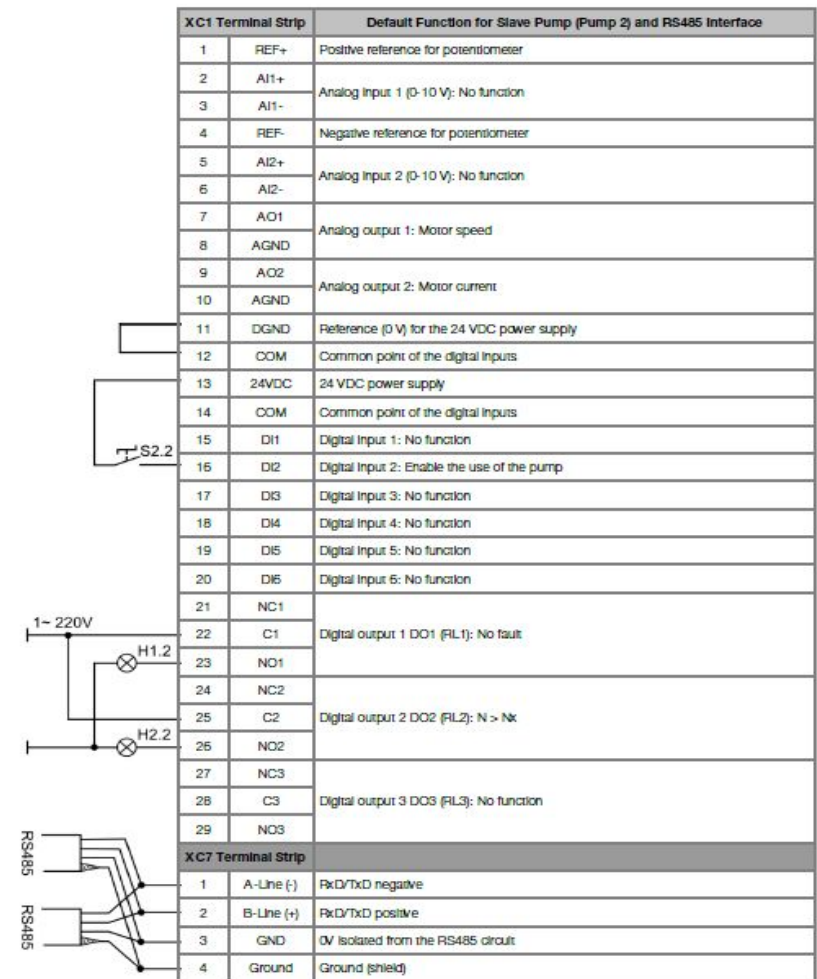 XC1 Terminal Strip Default Function for Slave Pump (Pump 2) and RS485 Interface
1 REF+ Positive reference for potentiometer
2 AI1+
Analog Input 1 (0-10 V): No function
3 AI1-
4 REF- Negative reference for potentiometer
5 AI2+
Analog Input 2 (0-10 V): No function
6 AI2-
7 AO1
Analog output 1: Motor speed
8 AGND
9 AO2
Analog output 2: Motor current
10 AGND
11 DGND Reference (0 V) for the 24 VDC power supply
12 COM Common point of the digital inputs
13 24VDC 24 VDC power supply
14 COM Common point of the digital inputs
15 DI1 Digital Input 1: No function
S2.2
16 DI2 Digital Input 2: Enable the use of the pump
17 DI3 Digital Input 3: No function
18 DI4 Digital Input 4: No function
19 DI5 Digital Input 5: No function
20 DI6 Digital Input 6: No function
21 NC1
1~ 220V
22 C1 Digital output 1 DO1 (RL1): No fault
H1.2
23 NO1
24 NC2
25 C2 Digital output 2 DO2 (RL2): N > Nx
H2.2
26 NO2
27 NC3
28 C3 Digital output 3 DO3 (RL3): No function
29 NO3
XC7 Terminal Strip
RS485
1 A-Line (-) RxD/TxD negative
2 B-Line (+) RxD/TxD positive
RS485
3 GND 0V isolated from the RS485 circuit
4 Ground Ground (shield)